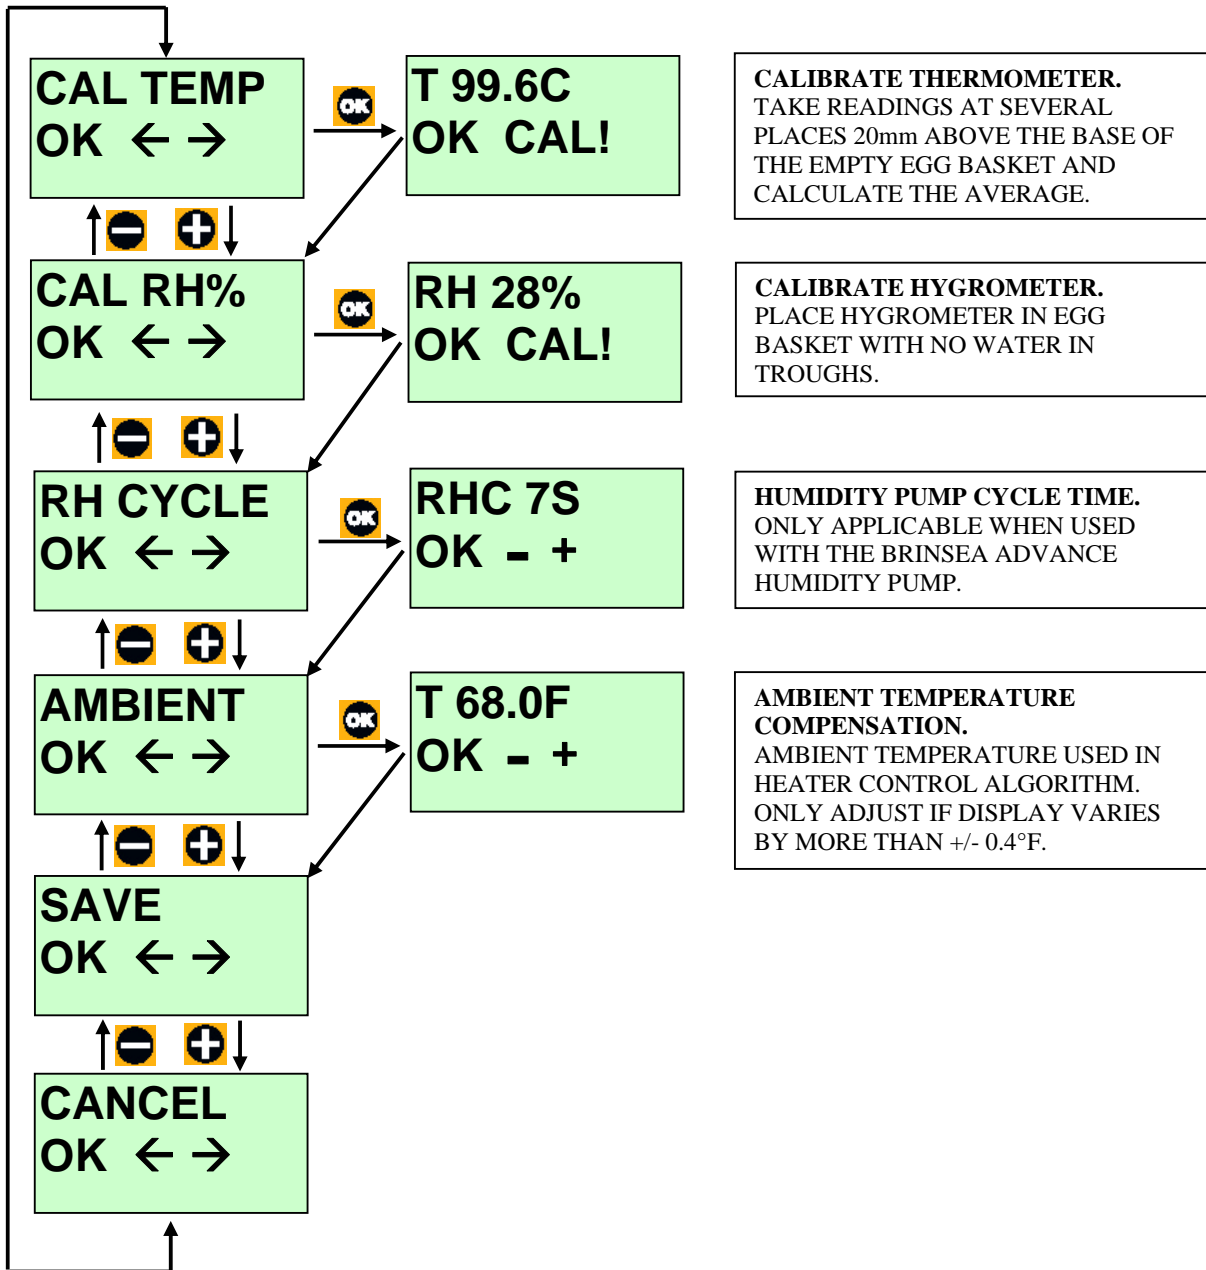 CAL TEMP
OK ← →
OK
T 99.6C
OK CAL!
CALIBRATE THERMOMETER.
TAKE READINGS AT SEVERAL
PLACES 20mm ABOVE THE BASE OF
THE EMPTY EGG BASKET AND
CALCULATE THE AVERAGE.
CAL RH%
OK ← →
OK
RH 28%
OK CAL!
CALIBRATE HYGROMETER.
PLACE HYGROMETER IN EGG
BASKET WITH NO WATER IN
TROUGHS.
RH CYCLE
OK ← →
OK
RHC 7S
OK - +
HUMIDITY PUMP CYCLE TIME.
ONLY APPLICABLE WHEN USED
WITH THE BRINSEA ADVANCE
HUMIDITY PUMP.
AMBIENT
OK ← →
OK
T 68.0F
OK - +
AMBIENT TEMPERATURE
COMPENSATION.
AMBIENT TEMPERATURE USED IN
HEATER CONTROL ALGORITHM.
ONLY ADJUST IF DISPLAY VARIES
BY MORE THAN +/- 0.4°F.
SAVE
OK ← →
CANCEL
OK ← →